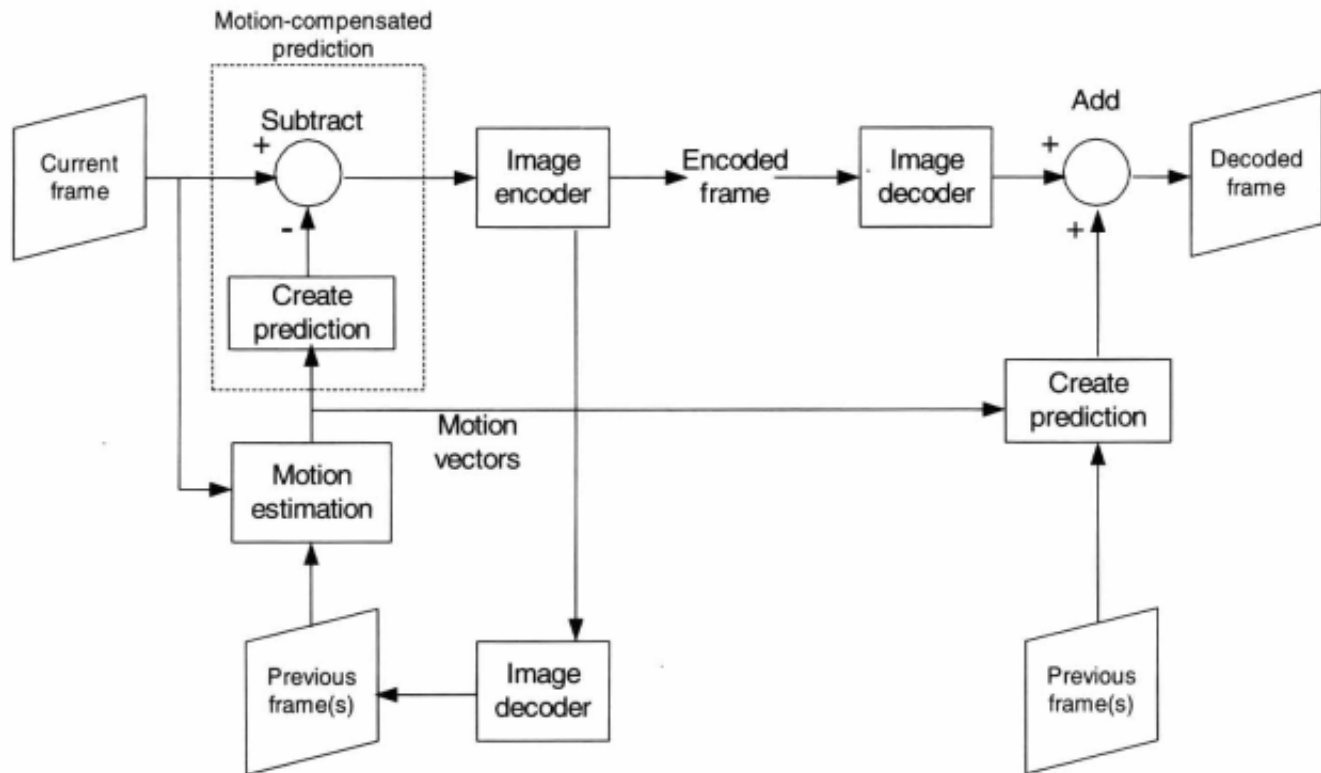 Motion-compensated
prediction
Subtract
Add
+
Current
frame
-
Image
encoder
Encoded
frame
Image
decoder
+
+
Decoded
frame
Create
prediction
Create
prediction
Motion
vectors
Motion
estimation
Previous
frame(s)
Image
decoder
Previous
frame(s)